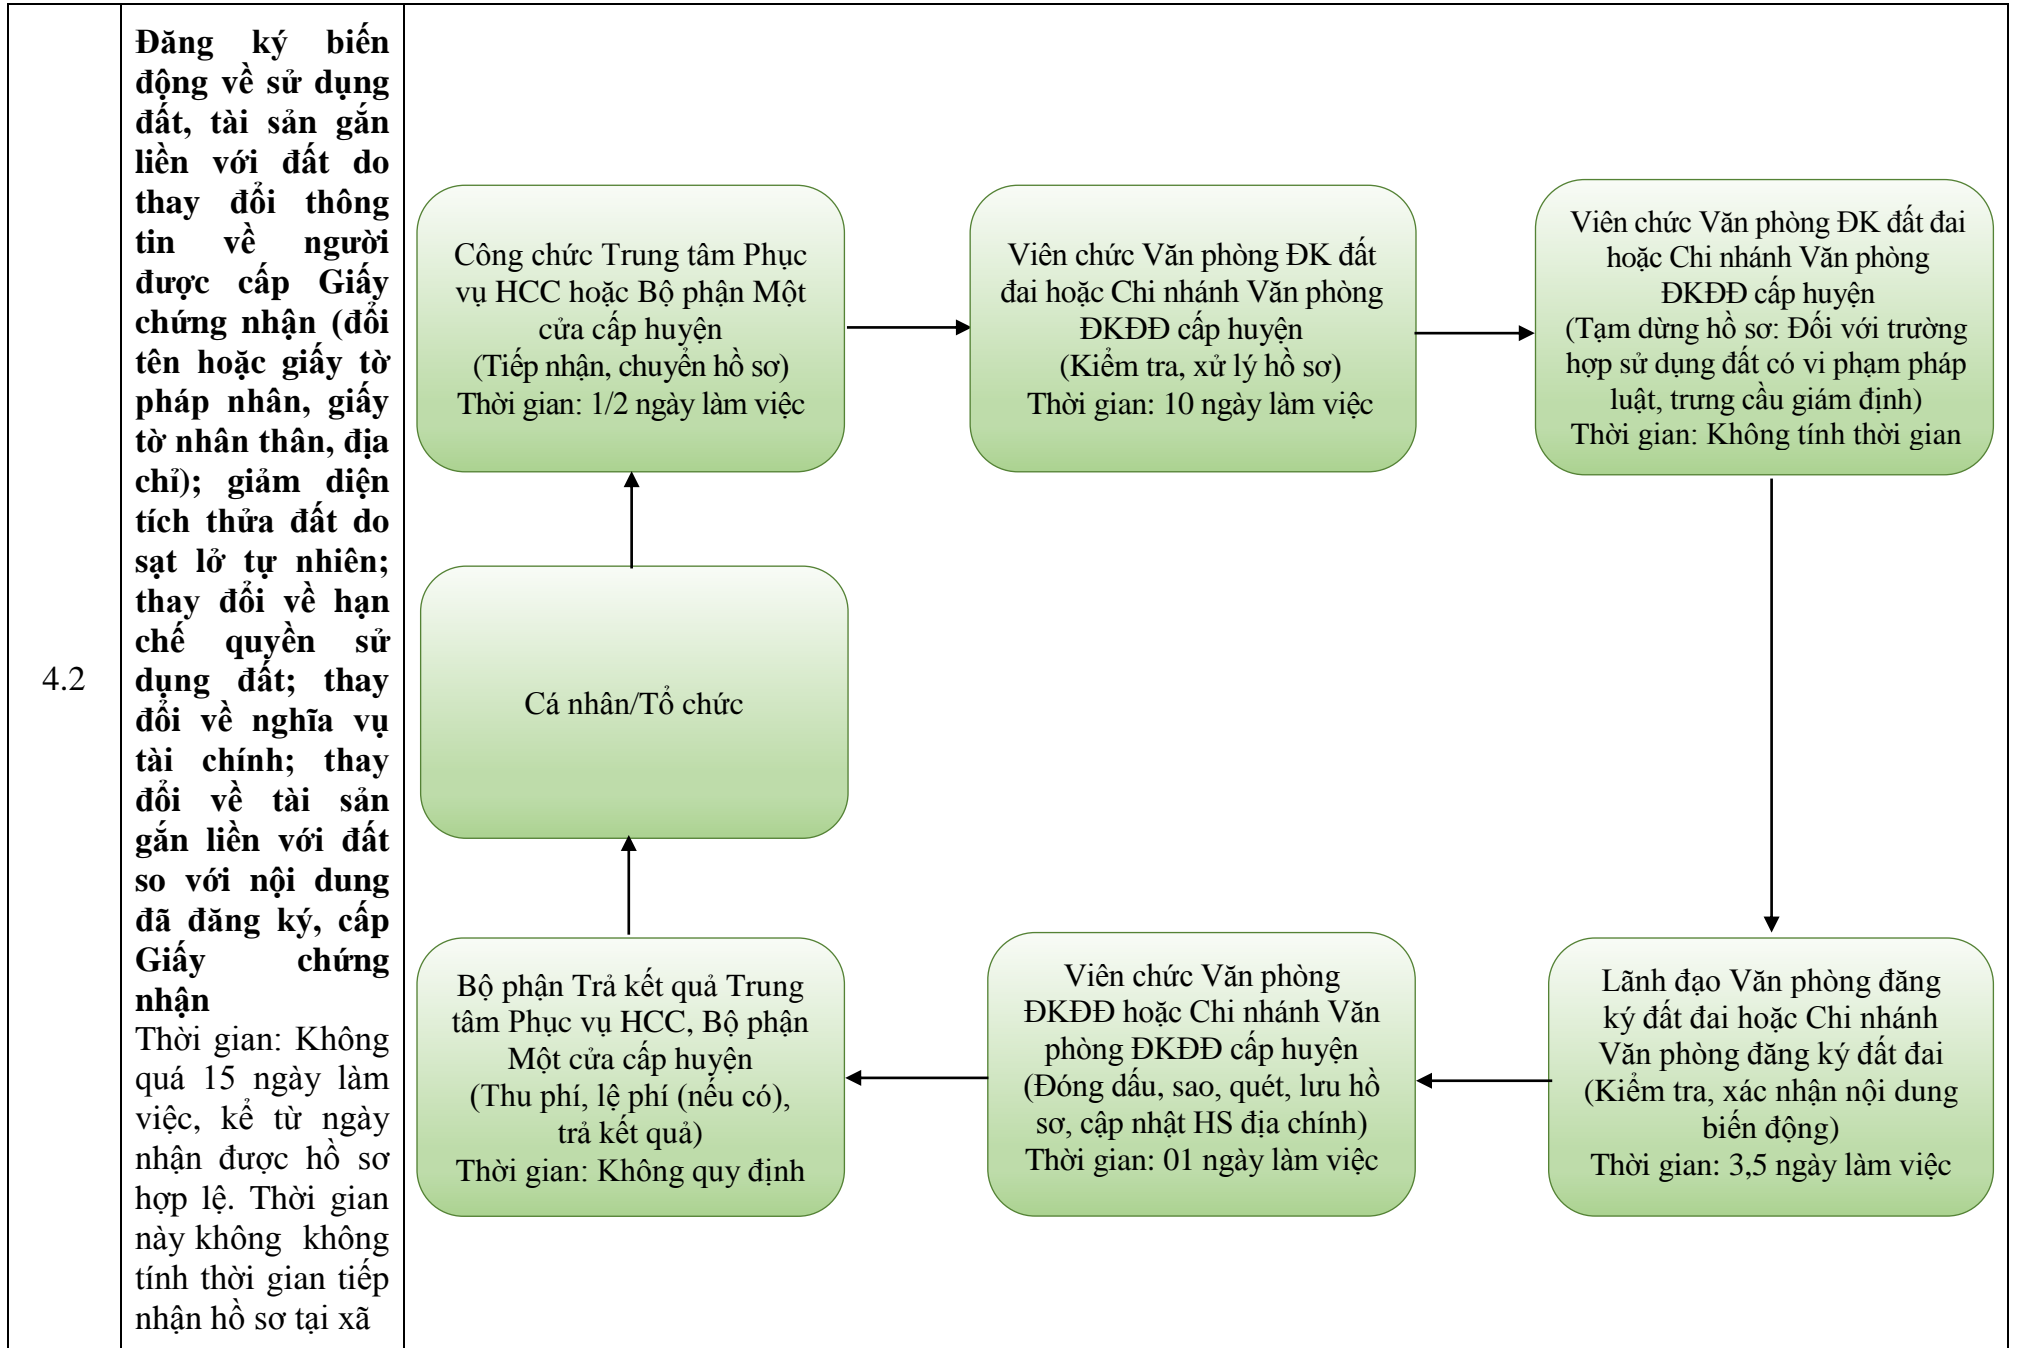 4.2
Đăng ký biến
động về sử dụng
đất, tài sản gắn
liền với đất do
thay đổi thông
tin về người
được cấp Giấy
chứng nhận (đổi
tên hoặc giấy tờ
pháp nhân, giấy
tờ nhân thân, địa
chỉ); giảm diện
tích thửa đất do
sạt lở tự nhiên;
thay đổi về hạn
chế quyền sử
dụng đất; thay
đổi về nghĩa vụ
tài chính; thay
đổi về tài sản
gắn liền với đất
so với nội dung
đã đăng ký, cấp
Giấy chứng
nhận
Thời gian: Không
quá 15 ngày làm
việc, kể từ ngày
nhận được hồ sơ
hợp lệ. Thời gian
này không không
tính thời gian tiếp
nhận hồ sơ tại xã
Công chức Trung tâm Phục
vụ HCC hoặc Bộ phận Một
cửa cấp huyện
(Tiếp nhận, chuyển hồ sơ)
Thời gian: 1/2 ngày làm việc
Viên chức Văn phòng ĐK đất
đai hoặc Chi nhánh Văn phòng
ĐKĐĐ cấp huyện
(Kiểm tra, xử lý hồ sơ)
Thời gian: 10 ngày làm việc
Viên chức Văn phòng ĐK đất đai
hoặc Chi nhánh Văn phòng
ĐKĐĐ cấp huyện
(Tạm dừng hồ sơ: Đối với trường
hợp sử dụng đất có vi phạm pháp
luật, trưng cầu giám định)
Thời gian: Không tính thời gian
Cá nhân/Tổ chức
Bộ phận Trả kết quả Trung
tâm Phục vụ HCC, Bộ phận
Một cửa cấp huyện
(Thu phí, lệ phí (nếu có),
trả kết quả)
Thời gian: Không quy định
Viên chức Văn phòng
ĐKĐĐ hoặc Chi nhánh Văn
phòng ĐKĐĐ cấp huyện
(Đóng dấu, sao, quét, lưu hồ
sơ, cập nhật HS địa chính)
Thời gian: 01 ngày làm việc
Lãnh đạo Văn phòng đăng
ký đất đai hoặc Chi nhánh
Văn phòng đăng ký đất đai
(Kiểm tra, xác nhận nội dung
biến động)
Thời gian: 3,5 ngày làm việc